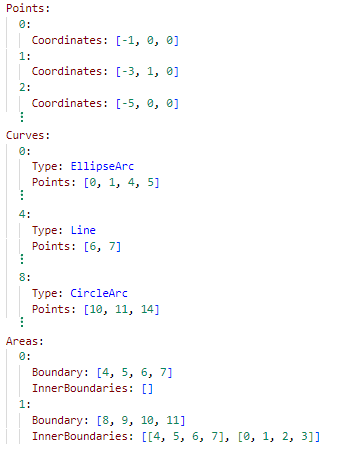 Points:
0:
Coordinates: [-1, 0, 0]
1:
Coordinates: [-3, 1, 0]
2:
Coordinates: [-5, 0, 0]
⋮
Curves:
0:
Type: EllipseArc
Points: [0, 1, 4, 5]
⋮
4:
Type: Line
Points: [6, 7]
⋮
8:
Type: CircleArc
Points: [10, 11, 14]
⋮
Areas:
0:
Boundary: [4, 5, 6, 7]
InnerBoundaries: []
1:
Boundary: [8, 9, 10, 11]
InnerBoundaries: [[4, 5, 6, 7], [0, 1, 2, 3]]